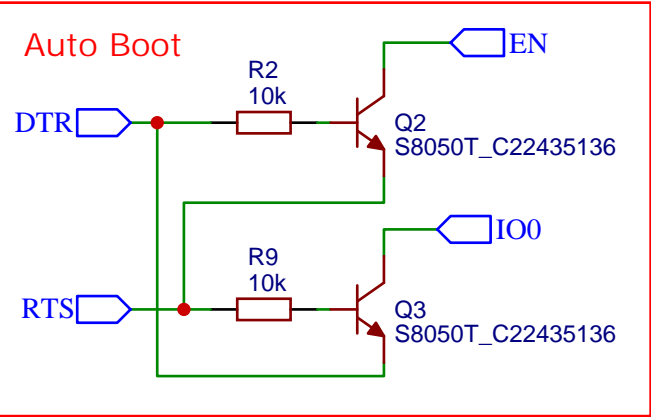 Auto Boot
EN
R2
10k
DTR
Q2
S8050T_C22435136
IO0
R9
10k
RTS
Q3
S8050T_C22435136